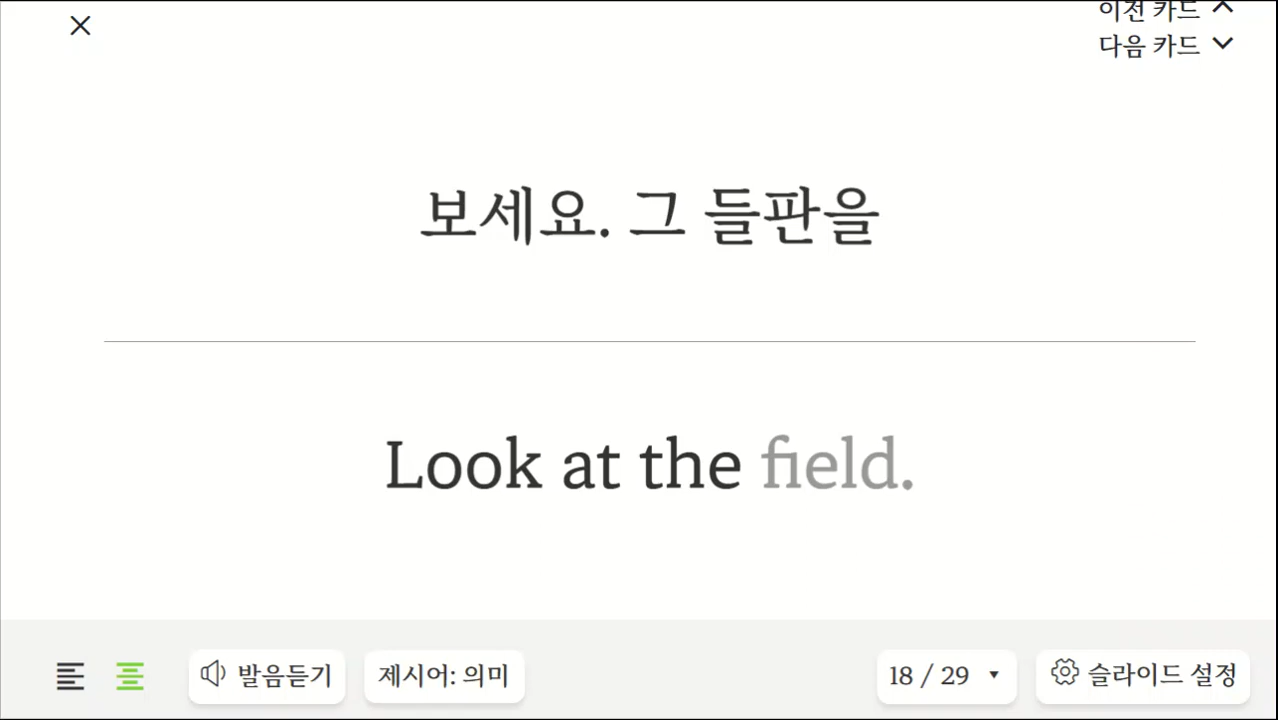 이전 카드
다음 카드
보세요. 그 들판을
Look at the field.
발음듣기
제시어: 의미
18 / 29
슬라이드 설정